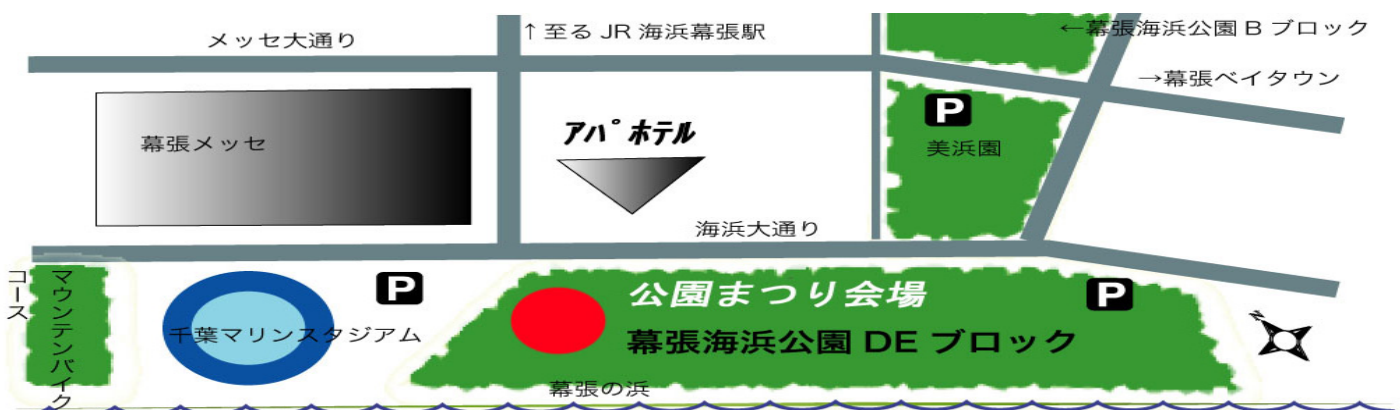 メッセ大通り
↑至る JR 海浜幕張駅
←幕張海浜公園 B ブロック
→幕張ベイタウン
幕張メッセ
アパホテル
P
美浜園
海浜大通り
マウンテンバイク
コース
千葉マリンスタジアム
P
公園まつり会場
P
幕張海浜公園 DE ブロック
幕張の浜
N